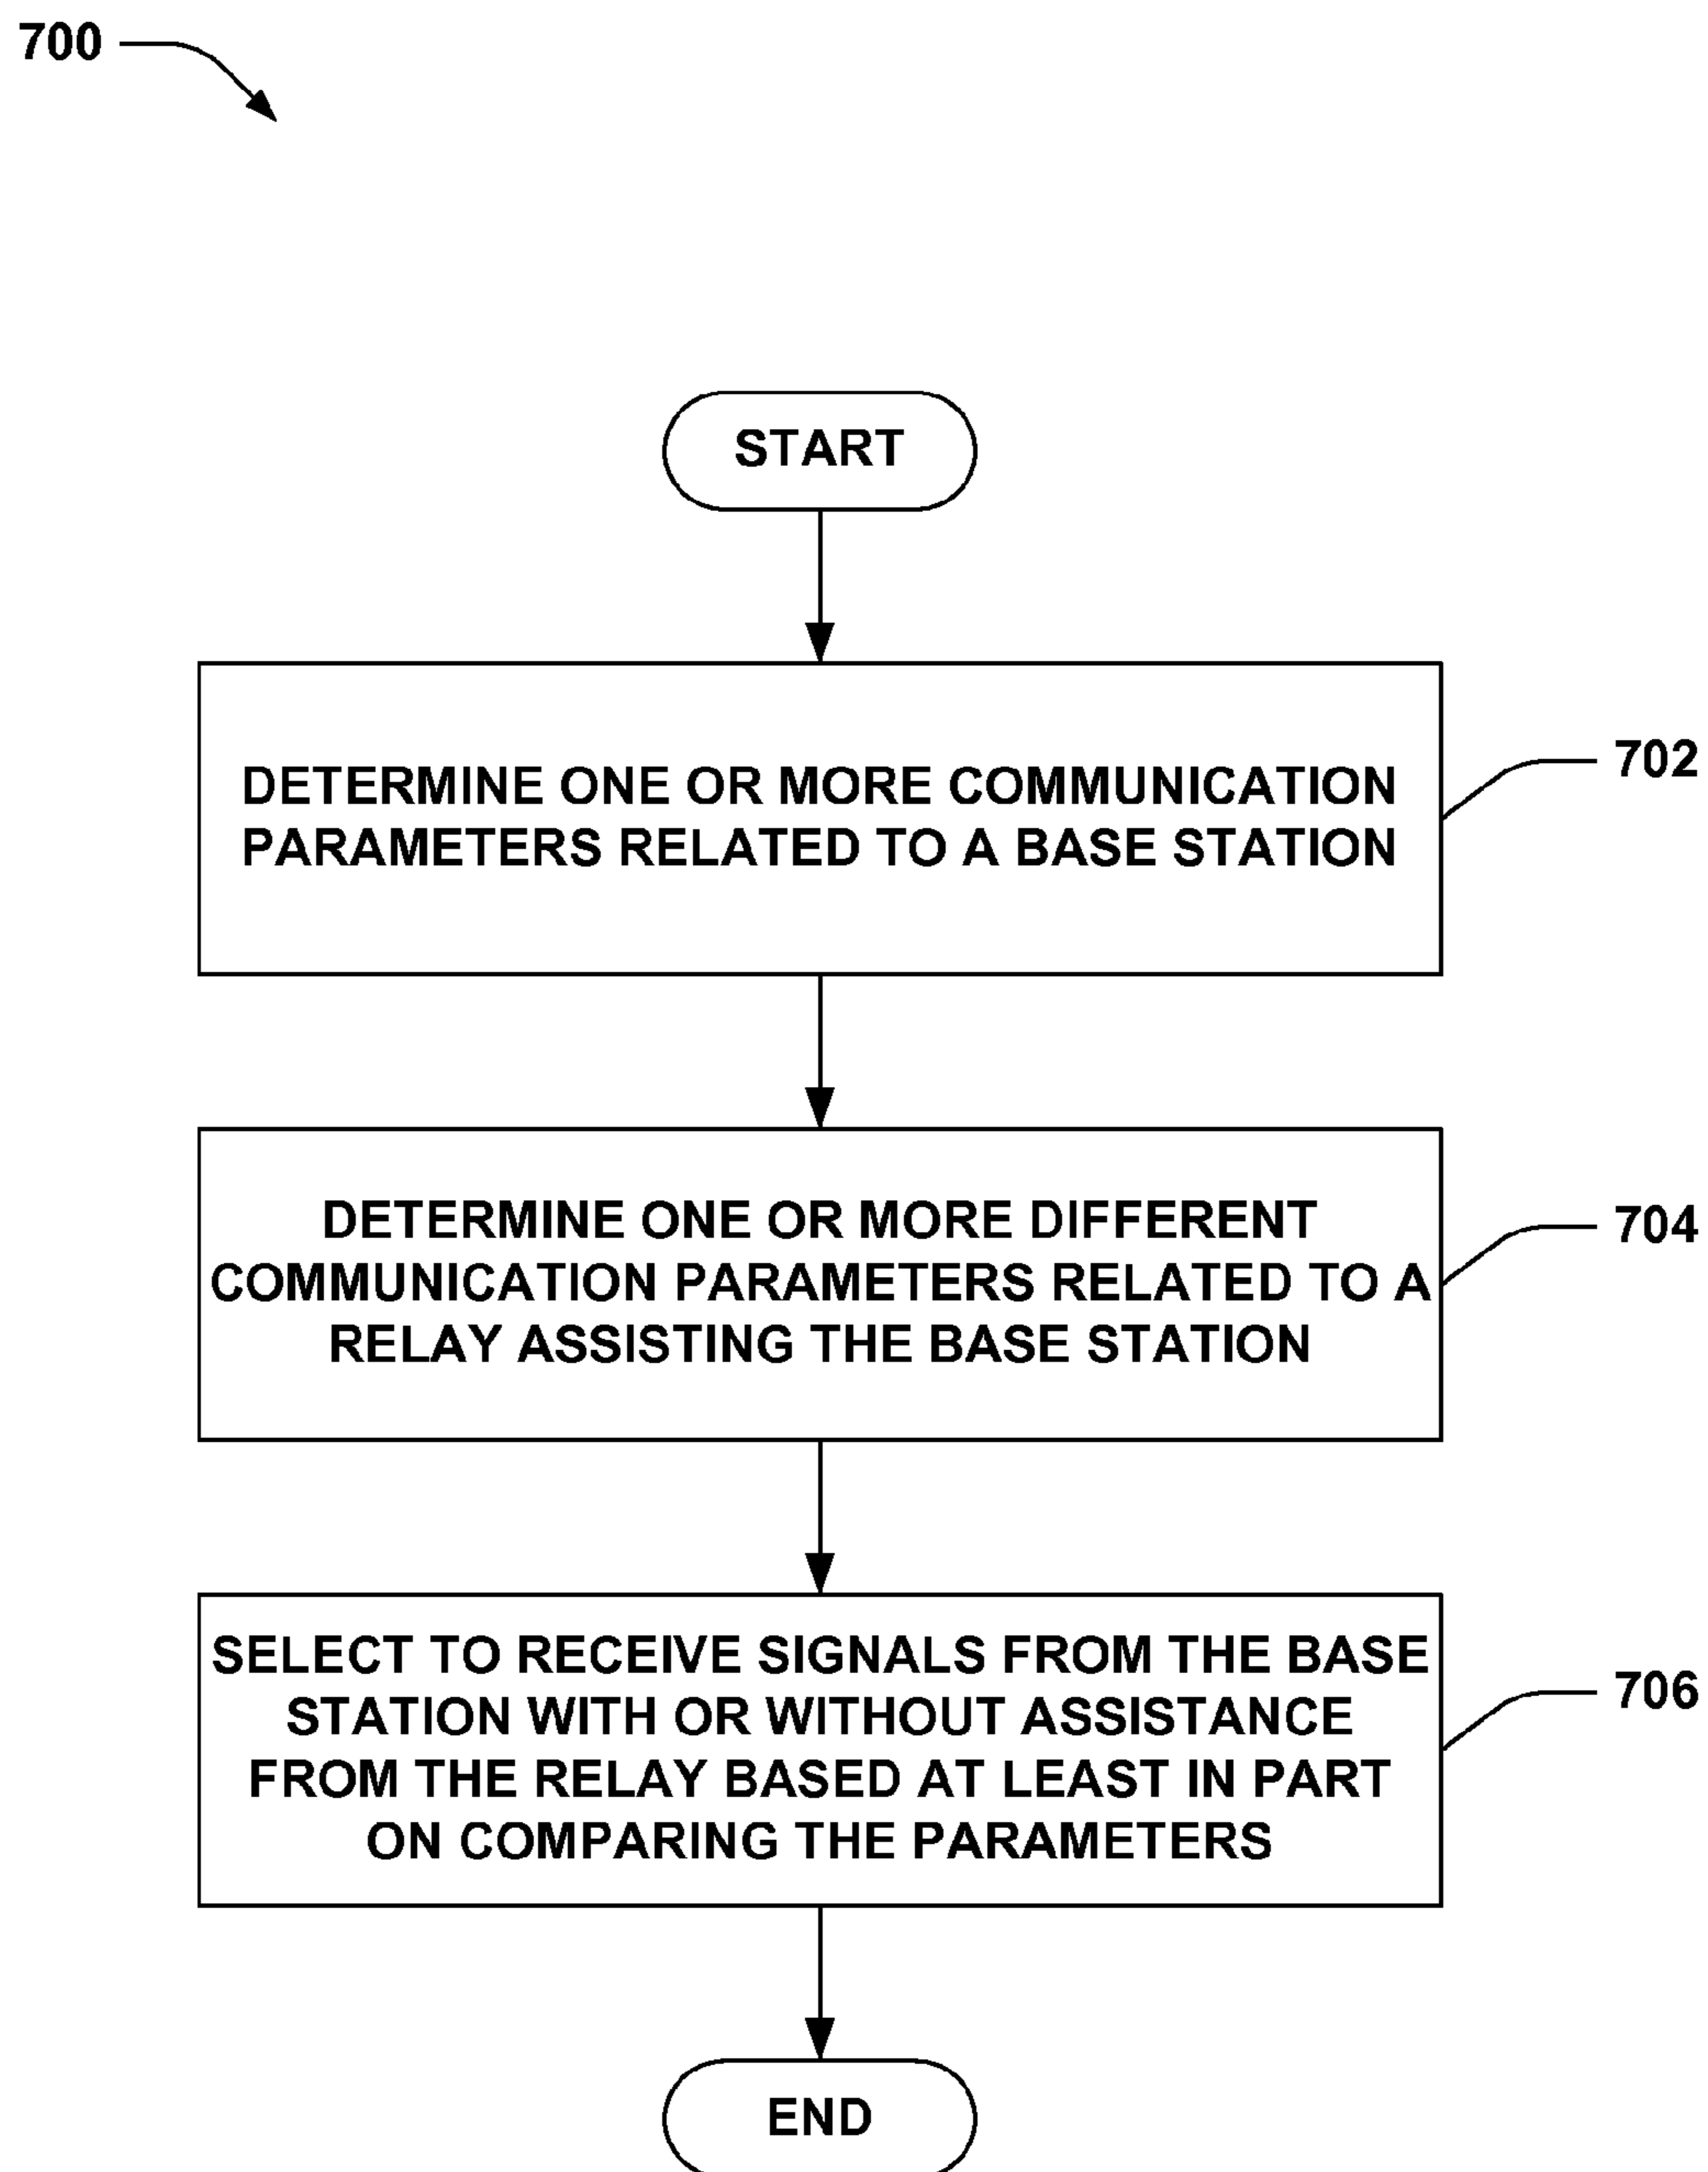 700
START
DETERMINE ONE OR MORE COMMUNICATION
PARAMETERS RELATED TO A BASE STATION
702
DETERMINE ONE OR MORE DIFFERENT
COMMUNICATION PARAMETERS RELATED TO A
RELAY ASSISTING THE BASE STATION
704
SELECT TO RECEIVE SIGNALS FROM THE BASE
STATION WITH OR WITHOUT ASSISTANCE
FROM THE RELAY BASED AT LEAST IN PART
ON COMPARING THE PARAMETERS
706
END